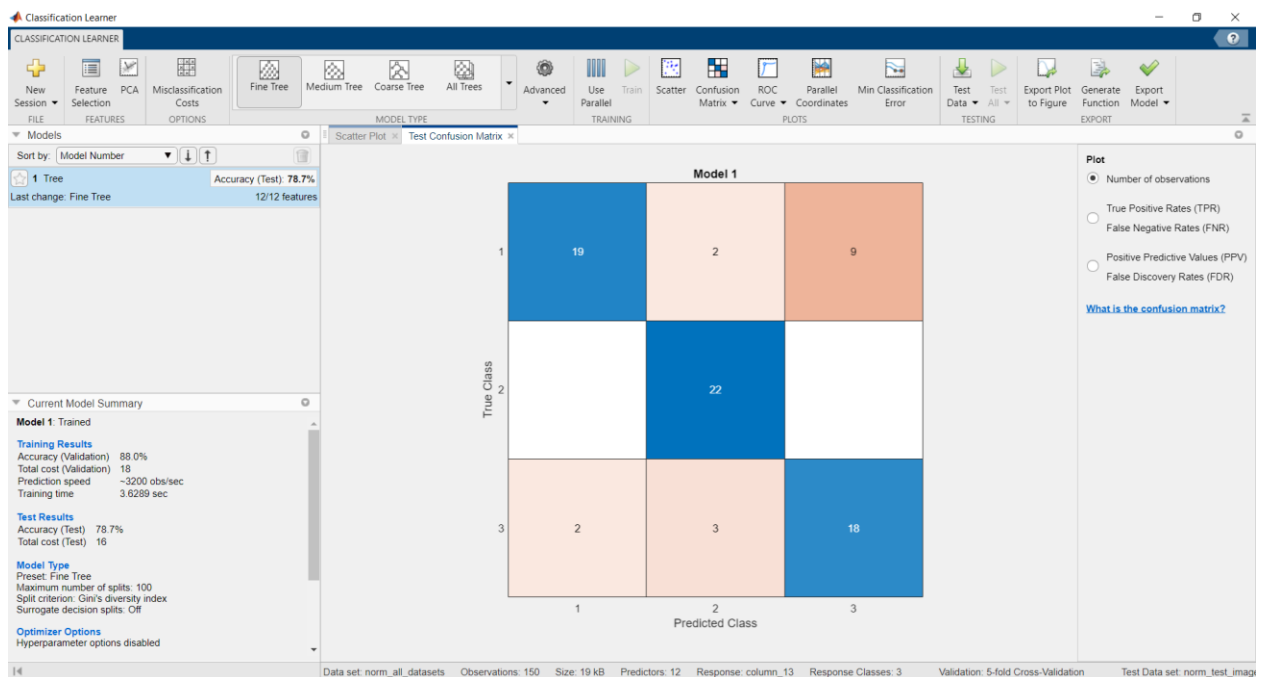 Classification Learner
CLASSIFICATION LEARNER
?
New Session
Feature Selection
PCA
Misclassification Costs
Fine Tree
Medium Tree
Coarse Tree
All Trees
Advanced
Use Parallel
Train
Scatter
Confusion Matrix
ROC Curve
Parallel Coordinates
Min Classification Error
Test Data
Test All
Export Plot to Figure
Generate Function
Export Model
FILE
FEATURES
OPTIONS
MODEL TYPE
TRAINING
PLOTS
TESTING
EXPORT
Models
Sort by: Model Number
1 Tree Accuracy (Test): 78.7%
Last change: Fine Tree 12/12 features
Current Model Summary
Model 1: Trained
Training Results
Accuracy (Validation) 88.0%
Total cost (Validation) 18
Prediction speed ~3200 obs/sec
Training time 3.6289 sec
Test Results
Accuracy (Test) 78.7%
Total cost (Test) 16
Model Type
Preset: Fine Tree
Maximum number of splits: 100
Split criterion: Gini's diversity index
Surrogate decision splits: Off
Optimizer Options
Hyperparameter options disabled
Scatter Plot
Test Confusion Matrix
Model 1
True Class
1 19 2 9
2 22
3 2 3 18
1 2 3
Predicted Class
Plot
Number of observations
True Positive Rates (TPR)
False Negative Rates (FNR)
Positive Predictive Values (PPV)
False Discovery Rates (FDR)
What is the confusion matrix?
Data set: norm_all_datasets Observations: 150 Size: 19 kB Predictors: 12 Response: column_13 Response Classes: 3 Validation: 5-fold Cross-Validation Test Data set: norm_test_imag